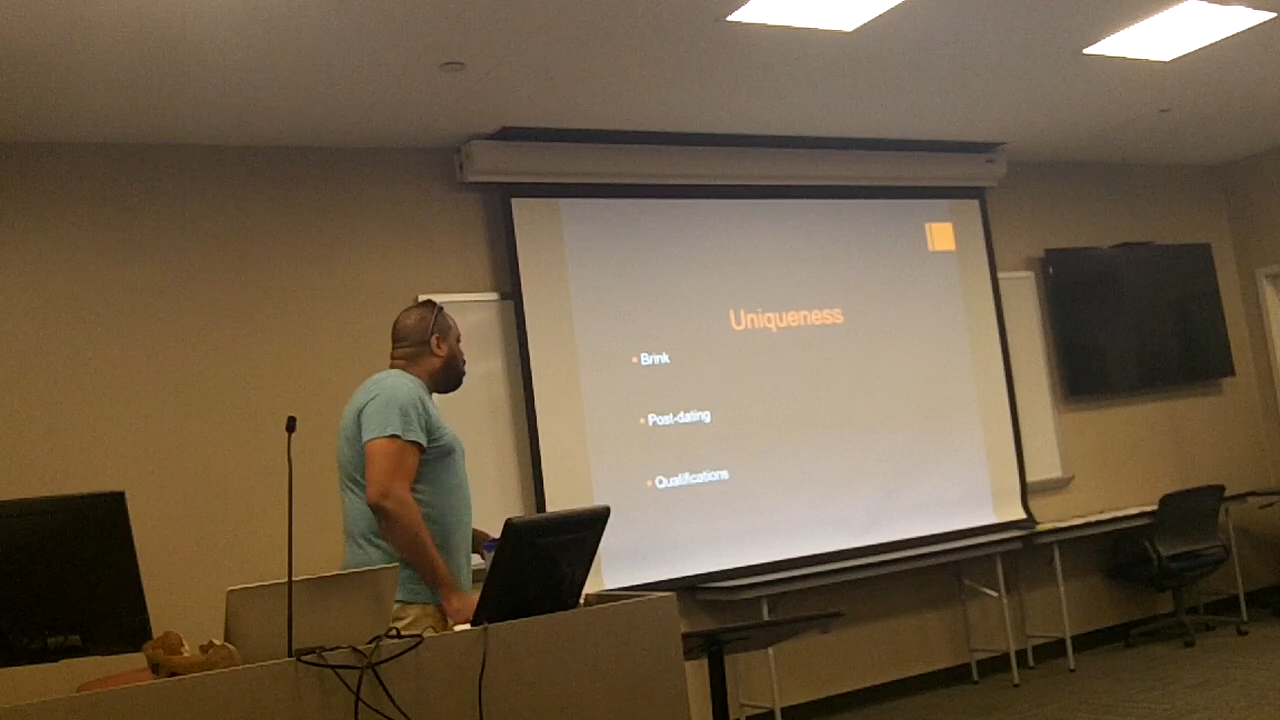 Uniqueness
• Brink
• Post-dating
• Qualifications